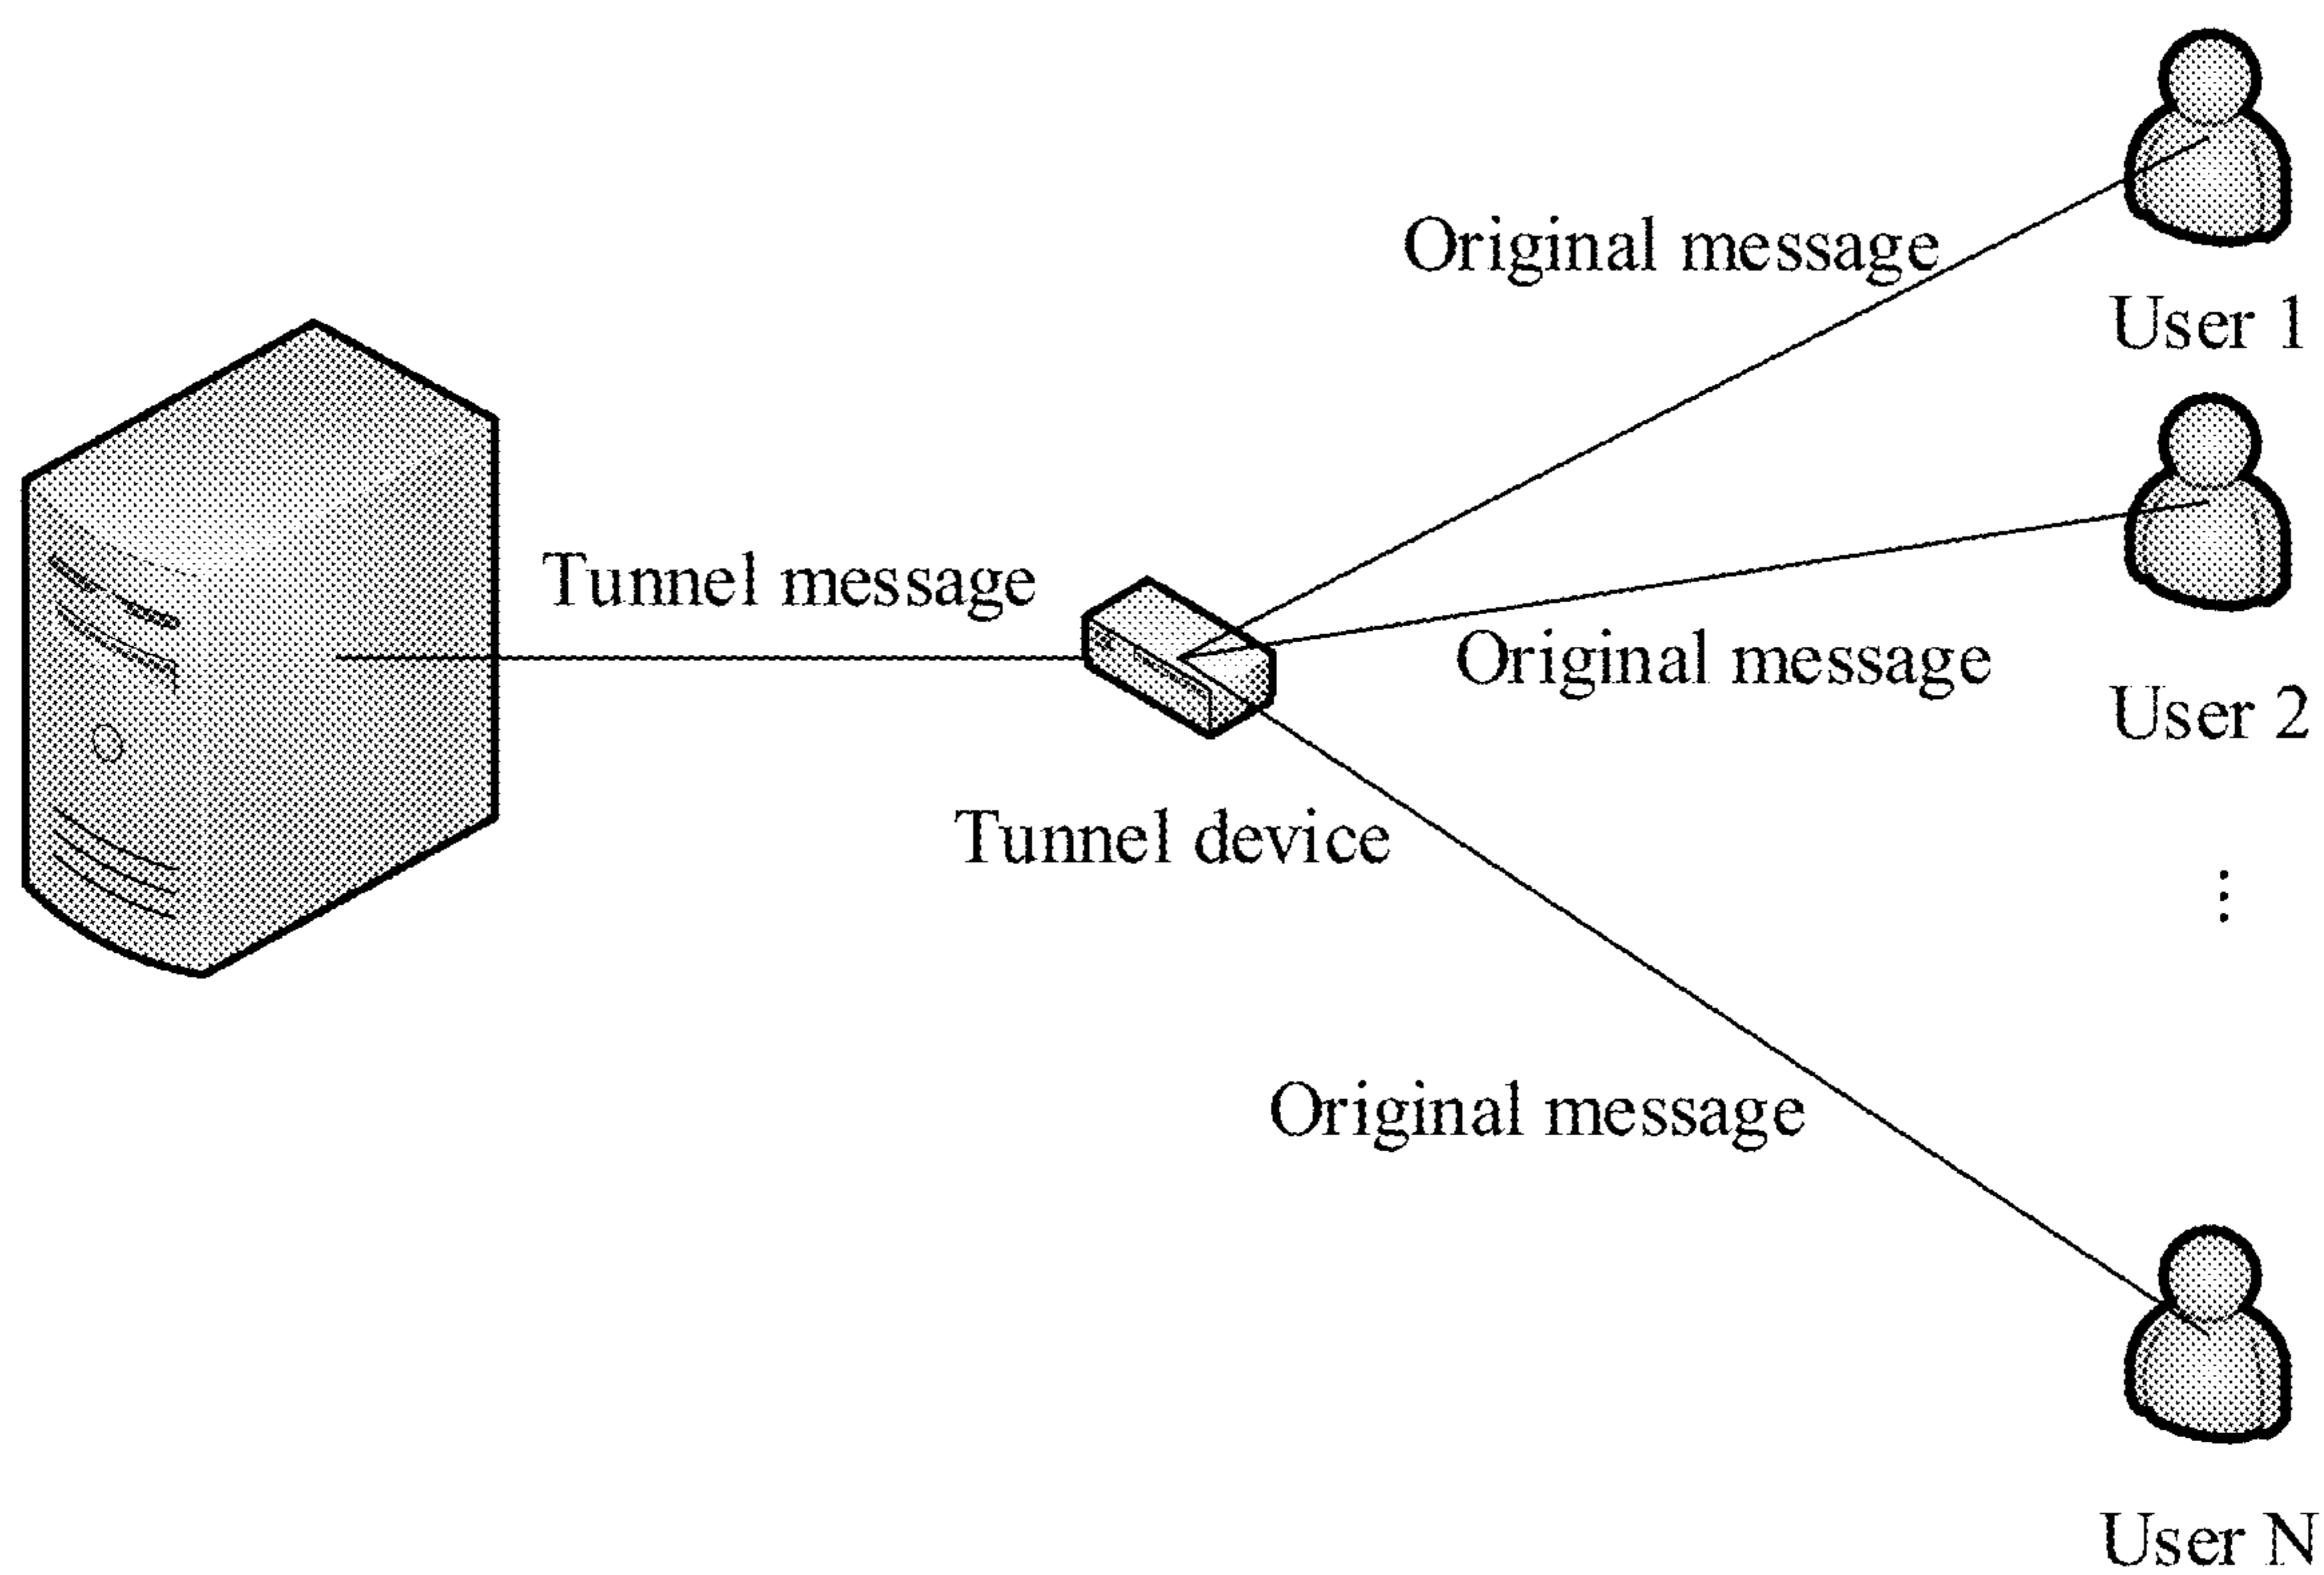 Original message
User 1
Tunnel message
Original message
User 2
Tunnel device
⋮
Original message
User N